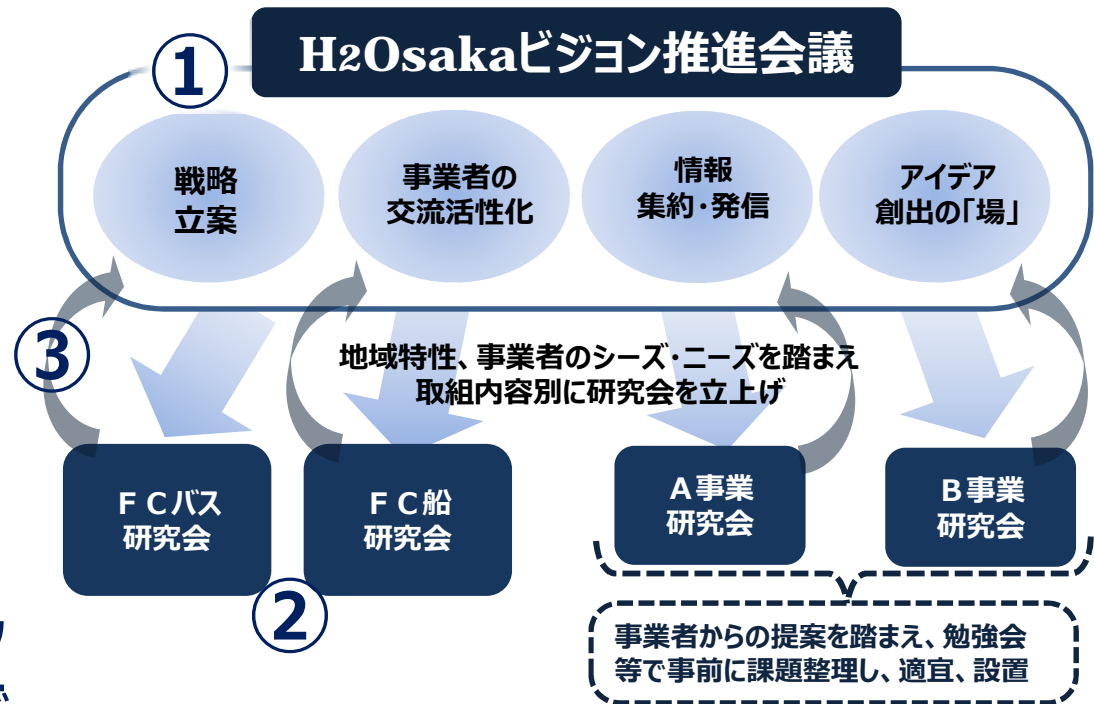 H2Osakaビジョン推進会議
①
戦略
立案
事業者の
交流活性化
情報
集約・発信
アイデア
創出の「場」
③
地域特性、事業者のシーズ・ニーズを踏まえ
取組内容別に研究会を立上げ
ＦＣバス
研究会
ＦＣ船
研究会
Ａ事業
研究会
Ｂ事業
研究会
②
事業者からの提案を踏まえ、勉強会
等で事前に課題整理し、適宜、設置